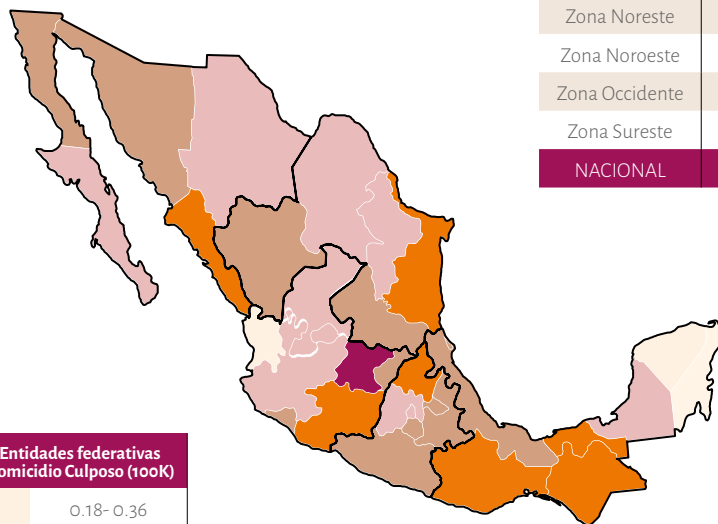 Zona Noreste
Zona Noroeste
Zona Occidente
Zona Sureste
NACIONAL
Entidades federativas
omicidio Culposo (100K)
0.18- 0.36